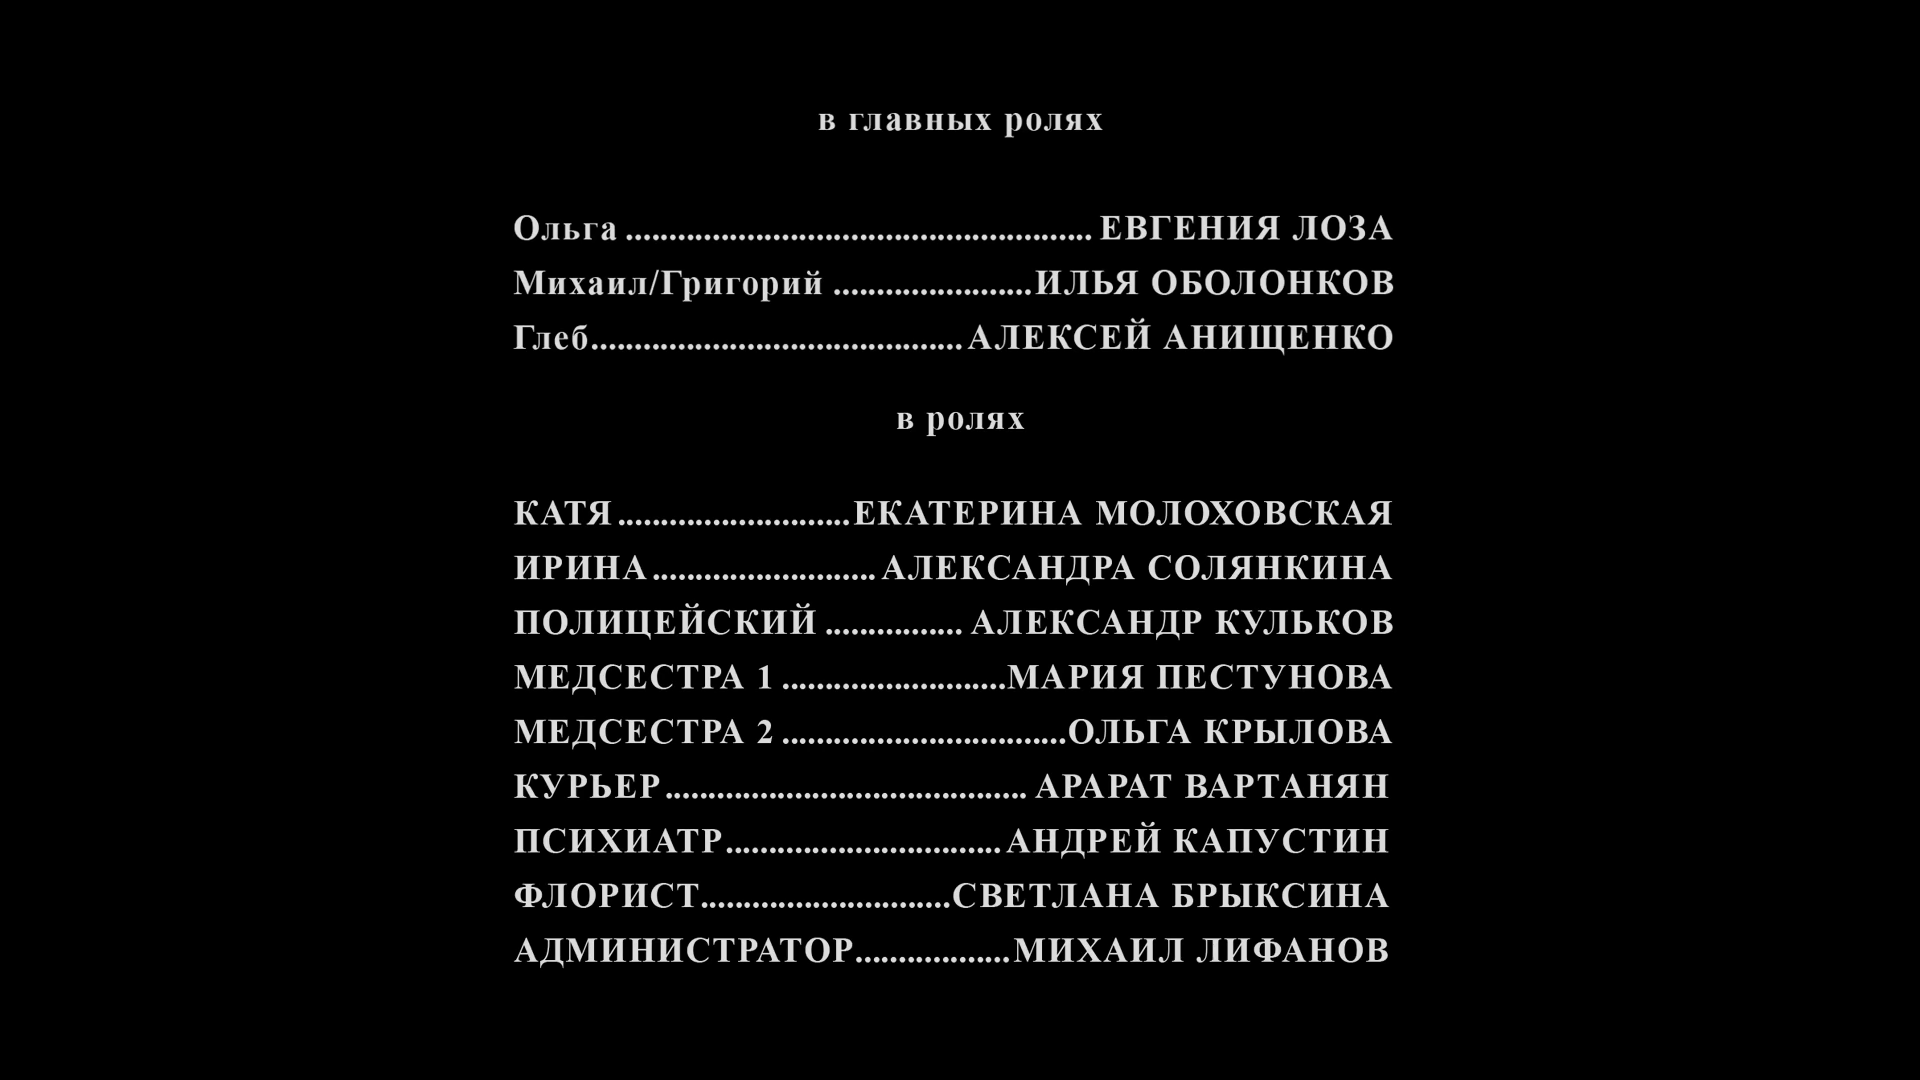 в главных ролях
Ольга ...................................................... ЕВГЕНИЯ ЛОЗА
Михаил/Григорий .......................ИЛЬЯ ОБОЛОНКОВ
Глеб...........................................АЛЕКСЕЙ АНИЩЕНКО
в ролях
КАТЯ ...........................ЕКАТЕРИНА МОЛОХОВСКАЯ
ИРИНА .......................... АЛЕКСАНДРА СОЛЯНКИНА
ПОЛИЦЕЙСКИЙ ................ АЛЕКСАНДР КУЛЬКОВ
МЕДСЕСТРА 1 ..........................МАРИЯ ПЕСТУНОВА
МЕДСЕСТРА 2 .................................ОЛЬГА КРЫЛОВА
КУРЬЕР.......................................... АРАРАТ ВАРТАНЯН
ПСИХИАТР................................ АНДРЕЙ КАПУСТИН
ФЛОРИСТ.............................СВЕТЛАНА БРЫКСИНА
АДМИНИСТРАТОР..................МИХАИЛ ЛИФАНОВ